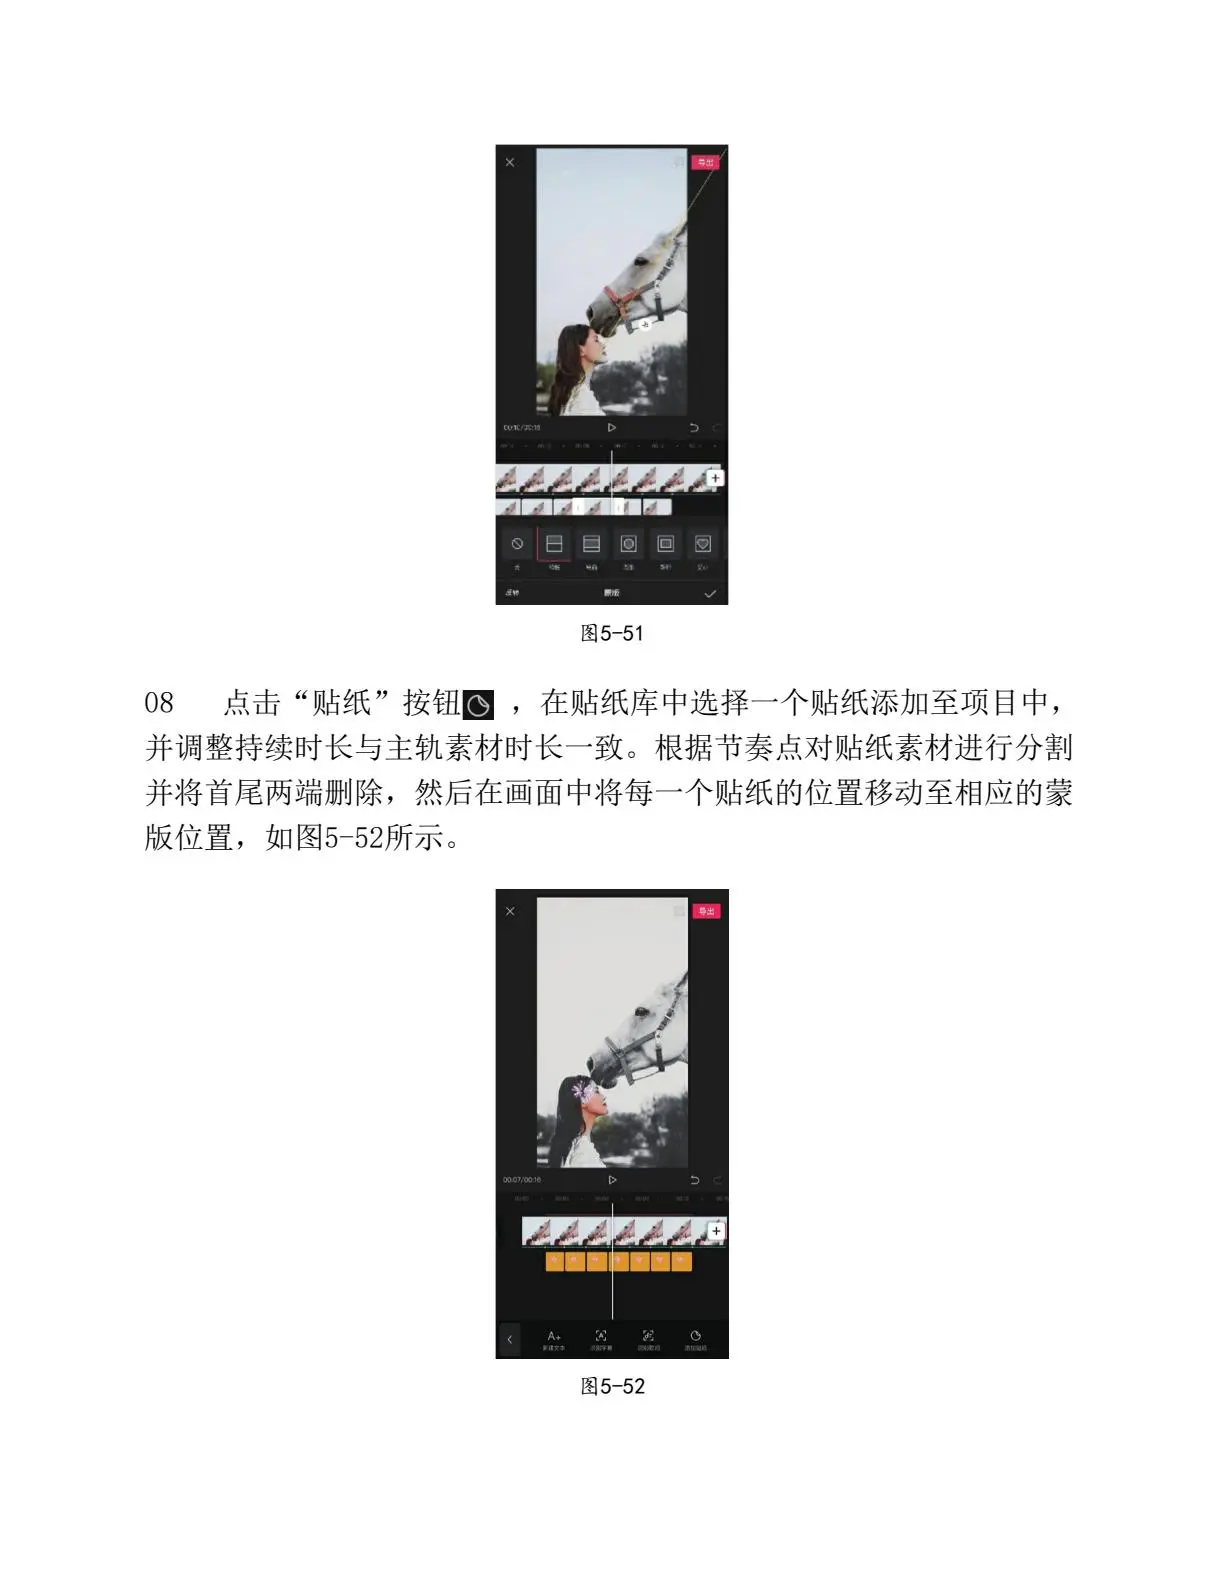 导出
00:10/00:16
反转
蒙版
图5-51
08 点击“贴纸”按钮 ，在贴纸库中选择一个贴纸添加至项目中，
并调整持续时长与主轨素材时长一致。根据节奏点对贴纸素材进行分割
并将首尾两端删除，然后在画面中将每一个贴纸的位置移动至相应的蒙
版位置，如图5-52所示。
导出
00:07/00:16
A+
新建文本
识别字幕
识别歌词
添加贴纸
图5-52